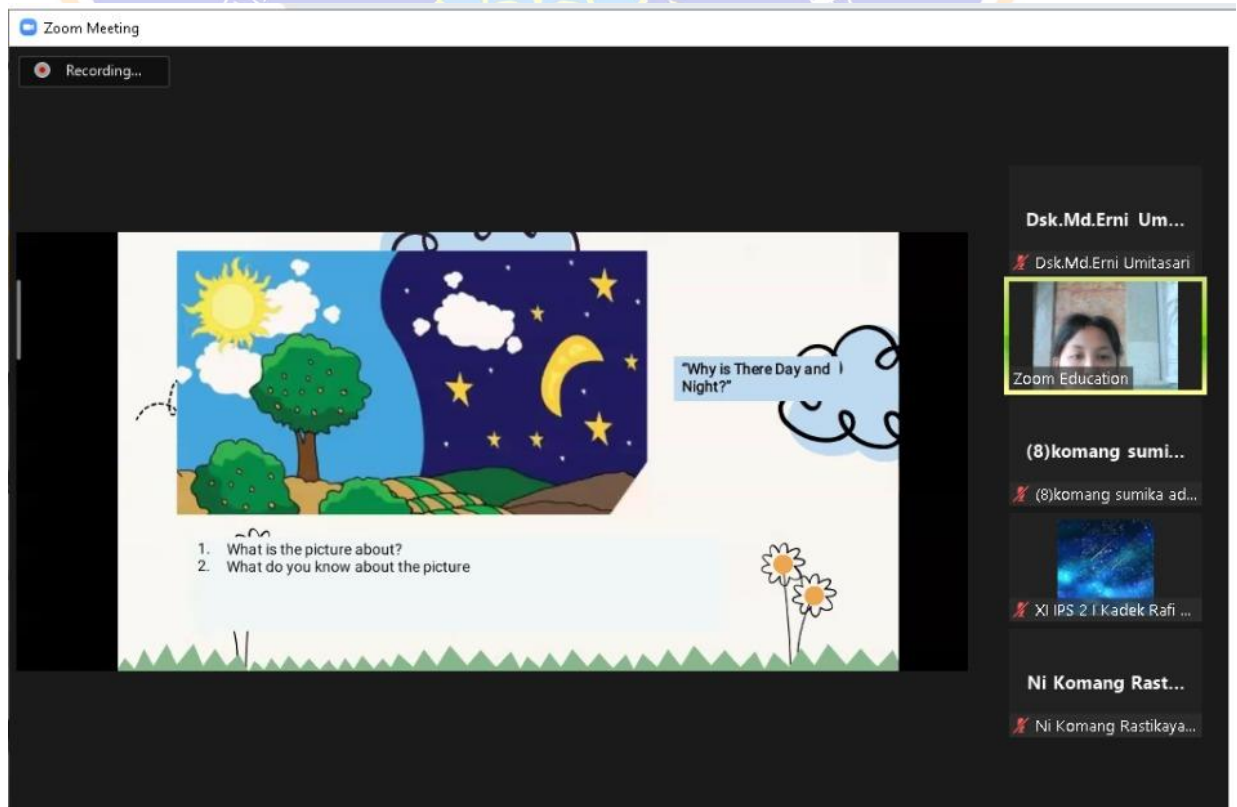 Zoom Meeting
Recording...
"Why is There Day and
Night?"
1. What is the picture about?
2. What do you know about the picture
Dsk.Md.Erni Um...
Dsk.Md.Erni Umitasari
Zoom Education
(8)komang sumi...
(8)komang sumika ad...
XI IPS 2 I Kadek Rafi ...
Ni Komang Rast...
Ni Komang Rastikaya...